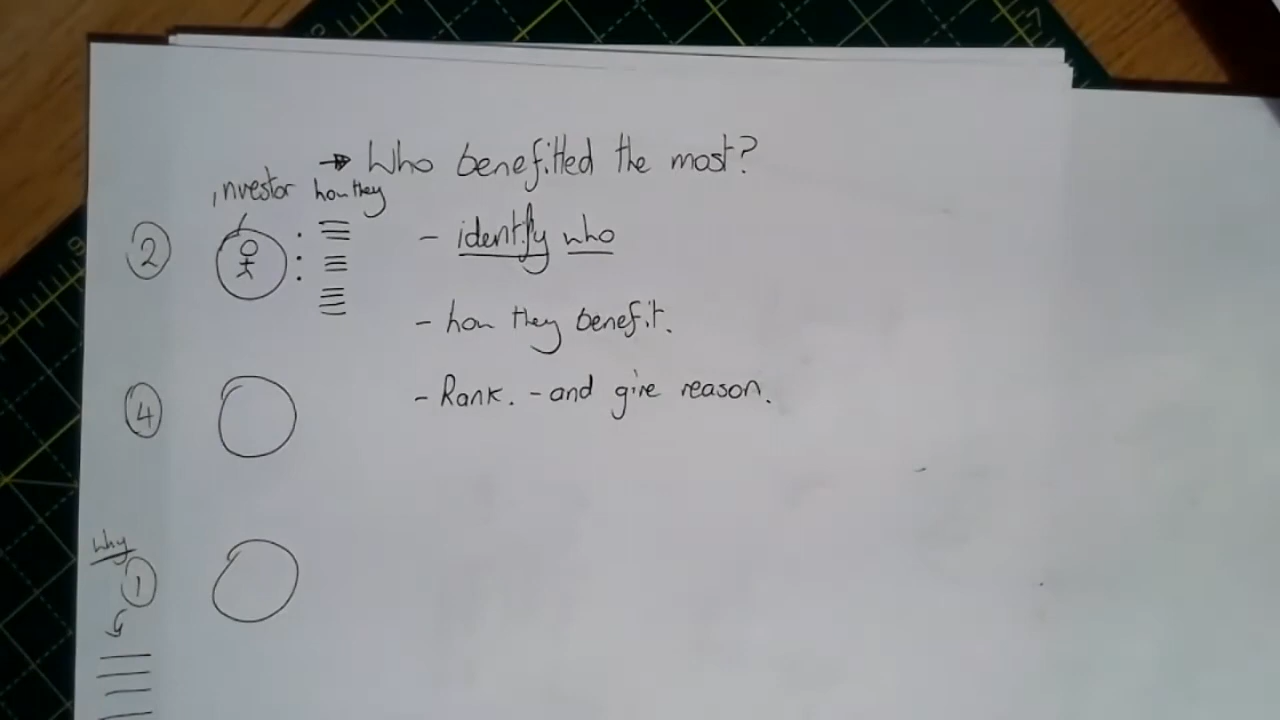 → Who benefitted the most?
investor how they
② - identify who
- how they benefit.
④ - Rank. - and give reason.
Why
①